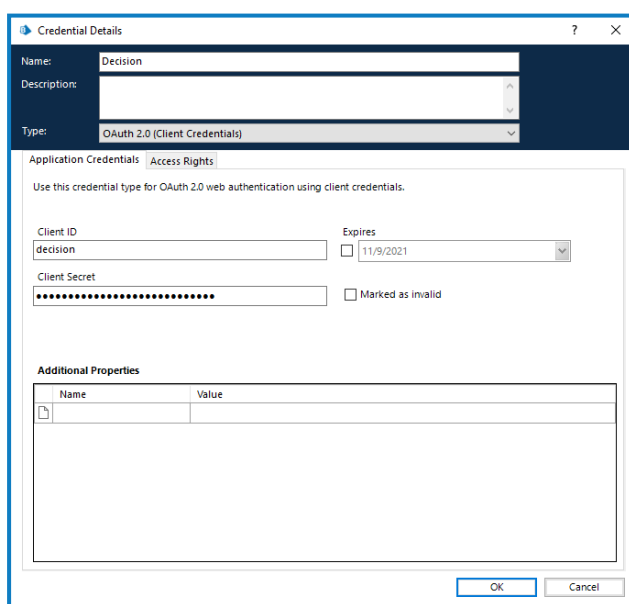 Credential Details
Name: Decision
Description:
Type: OAuth 2.0 (Client Credentials)
Application Credentials Access Rights
Use this credential type for OAuth 2.0 web authentication using client credentials.
Client ID Expires
decision 11/9/2021
Client Secret
•••••••••••••••••••••••••••• Marked as invalid
Additional Properties
Name Value
OK Cancel